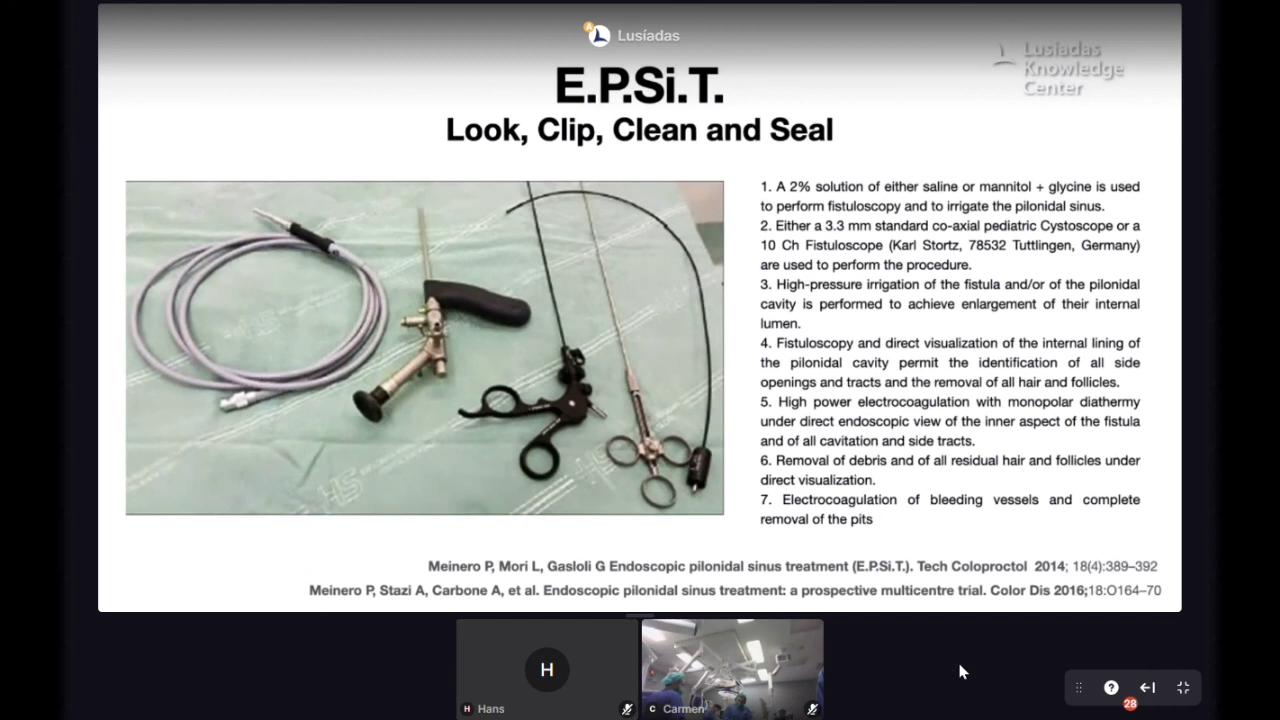 Lusíadas
Lusíadas
Knowledge
Center
E.P.Si.T.
Look, Clip, Clean and Seal
1. A 2% solution of either saline or mannitol + glycine is used
to perform fistuloscopy and to irrigate the pilonidal sinus.
2. Either a 3.3 mm standard co-axial pediatric Cystoscope or a
10 Ch Fistuloscope (Karl Stortz, 78532 Tuttlingen, Germany)
are used to perform the procedure.
3. High-pressure irrigation of the fistula and/or of the pilonidal
cavity is performed to achieve enlargement of their internal
lumen.
4. Fistuloscopy and direct visualization of the internal lining of
the pilonidal cavity permit the identification of all side
openings and tracts and the removal of all hair and follicles.
5. High power electrocoagulation with monopolar diathermy
under direct endoscopic view of the inner aspect of the fistula
and of all cavitation and side tracts.
6. Removal of debris and of all residual hair and follicles under
direct visualization.
7. Electrocoagulation of bleeding vessels and complete
removal of the pits
Meinero P, Mori L, Gasloli G Endoscopic pilonidal sinus treatment (E.P.Si.T.). Tech Coloproctol 2014; 18(4):389–392
Meinero P, Stazi A, Carbone A, et al. Endoscopic pilonidal sinus treatment: a prospective multicentre trial. Color Dis 2016;18:O164–70
H
H Hans
C Carmen
28